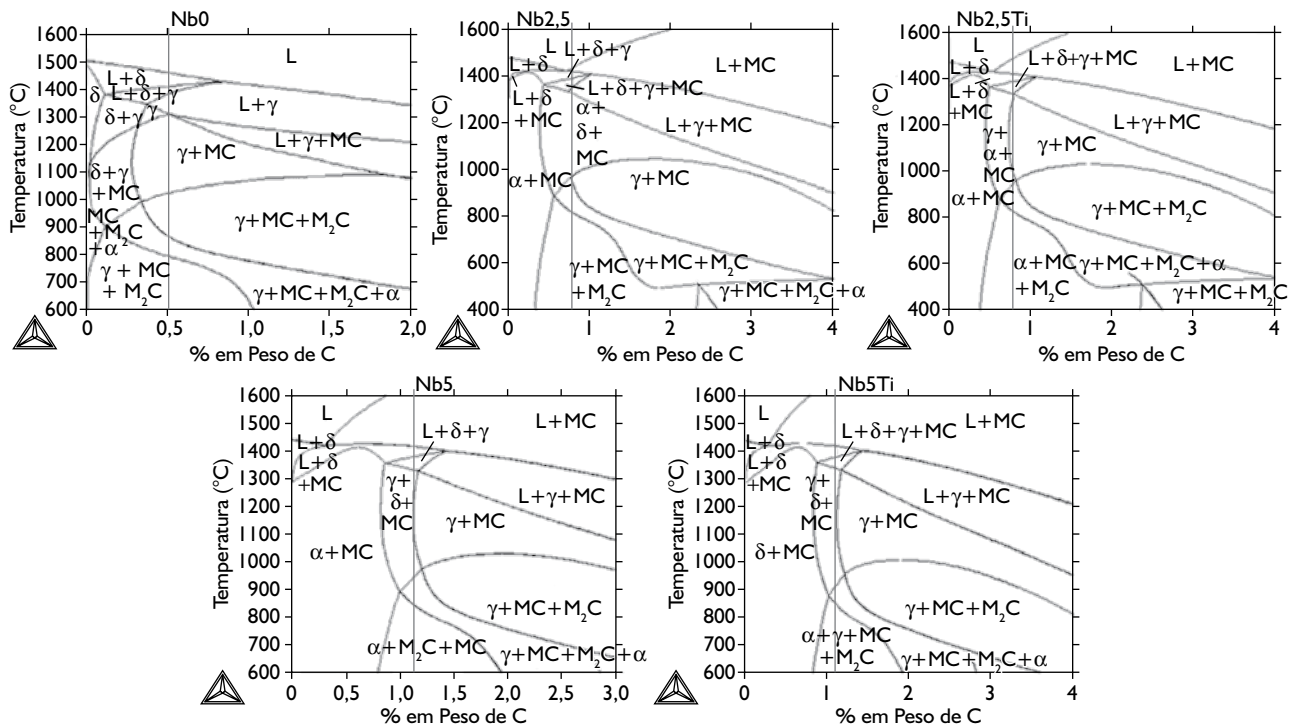 Nb0
1600
1500
1400
1300
1200
1100
1000
900
800
700
600
Temperatura (°C)
L
L+δ
δ
L+δ+γ
δ+γ
γ
L+γ
L+γ+MC
γ+MC
δ+γ
+MC
MC
+M₂C
+α₂
γ+MC+M₂C
γ + MC
+ M₂C
γ+MC+M₂C+α
0
0,5
1,0
1,5
2,0
% em Peso de C
Nb2,5
1600
1400
1200
1000
800
600
400
Temperatura (°C)
L
L+δ+γ
L+MC
L+δ
L+δ+γ+MC
L+δ
+MC
α+
δ+
MC
L+γ+MC
α+MC
γ+MC
γ+MC
+M₂C
γ+MC+M₂C
γ+MC+M₂C+α
0
1
2
3
4
% em Peso de C
Nb2,5Ti
1600
1400
1200
1000
800
600
400
Temperatura (°C)
L
L+δ+γ+MC
L+MC
L+δ
L+δ
+MC
γ+
α+
MC
L+γ+MC
γ+MC
α+MC
α+MC
+M₂C
γ+MC+M₂C+α
γ+MC+M₂C
0
1
2
3
4
% em Peso de C
Nb5
1600
1500
1400
1300
1200
1100
1000
900
800
700
600
Temperatura (°C)
L
L+MC
L+δ+γ
L+δ
L+δ
+MC
γ+
δ+
MC
L+γ+MC
γ+MC
α+MC
γ+MC+M₂C
α+M₂C+MC
γ+MC+M₂C+α
0
0,5
1,0
1,5
2,0
2,5
3,0
% em Peso de C
Nb5Ti
1600
1500
1400
1300
1200
1100
1000
900
800
700
600
Temperatura (°C)
L
L+MC
L+δ+γ+MC
L+δ
L+δ
+MC
γ+
δ+
MC
L+γ+MC
γ+MC
δ+MC
γ+MC+M₂C
α+γ+MC
+M₂C
γ+MC+M₂C+α
0
1
2
3
4
% em Peso de C